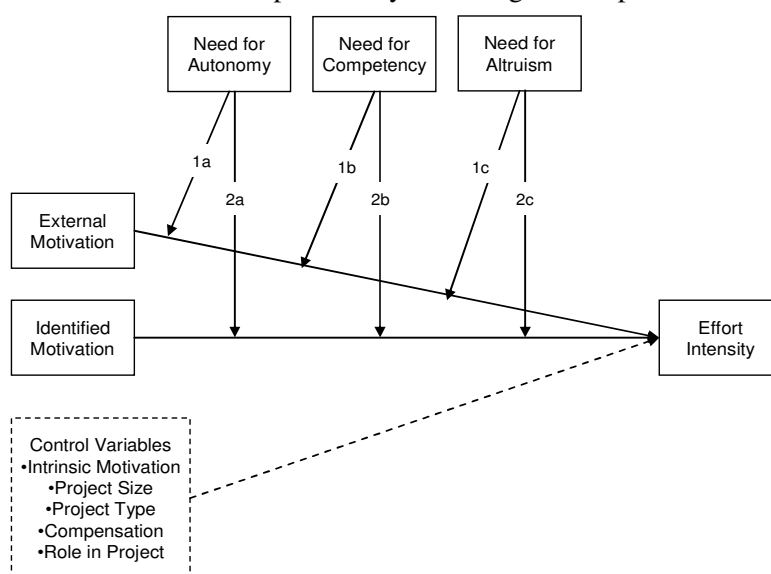 Need for
Autonomy
Need for
Competency
Need for
Altruism
1a
1b
1c
2a
2b
2c
External
Motivation
Identified
Motivation
Effort
Intensity
Control Variables
•Intrinsic Motivation
•Project Size
•Project Type
•Compensation
•Role in Project